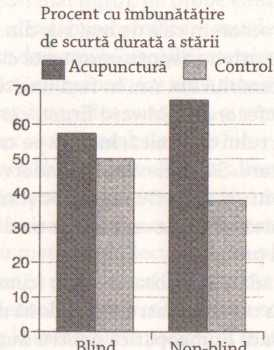 Procent cu îmbunătățire
de scurtă durată a stării
Acupunctură Control
70
60
50
40
30
20
10
0
Blind Non-blind